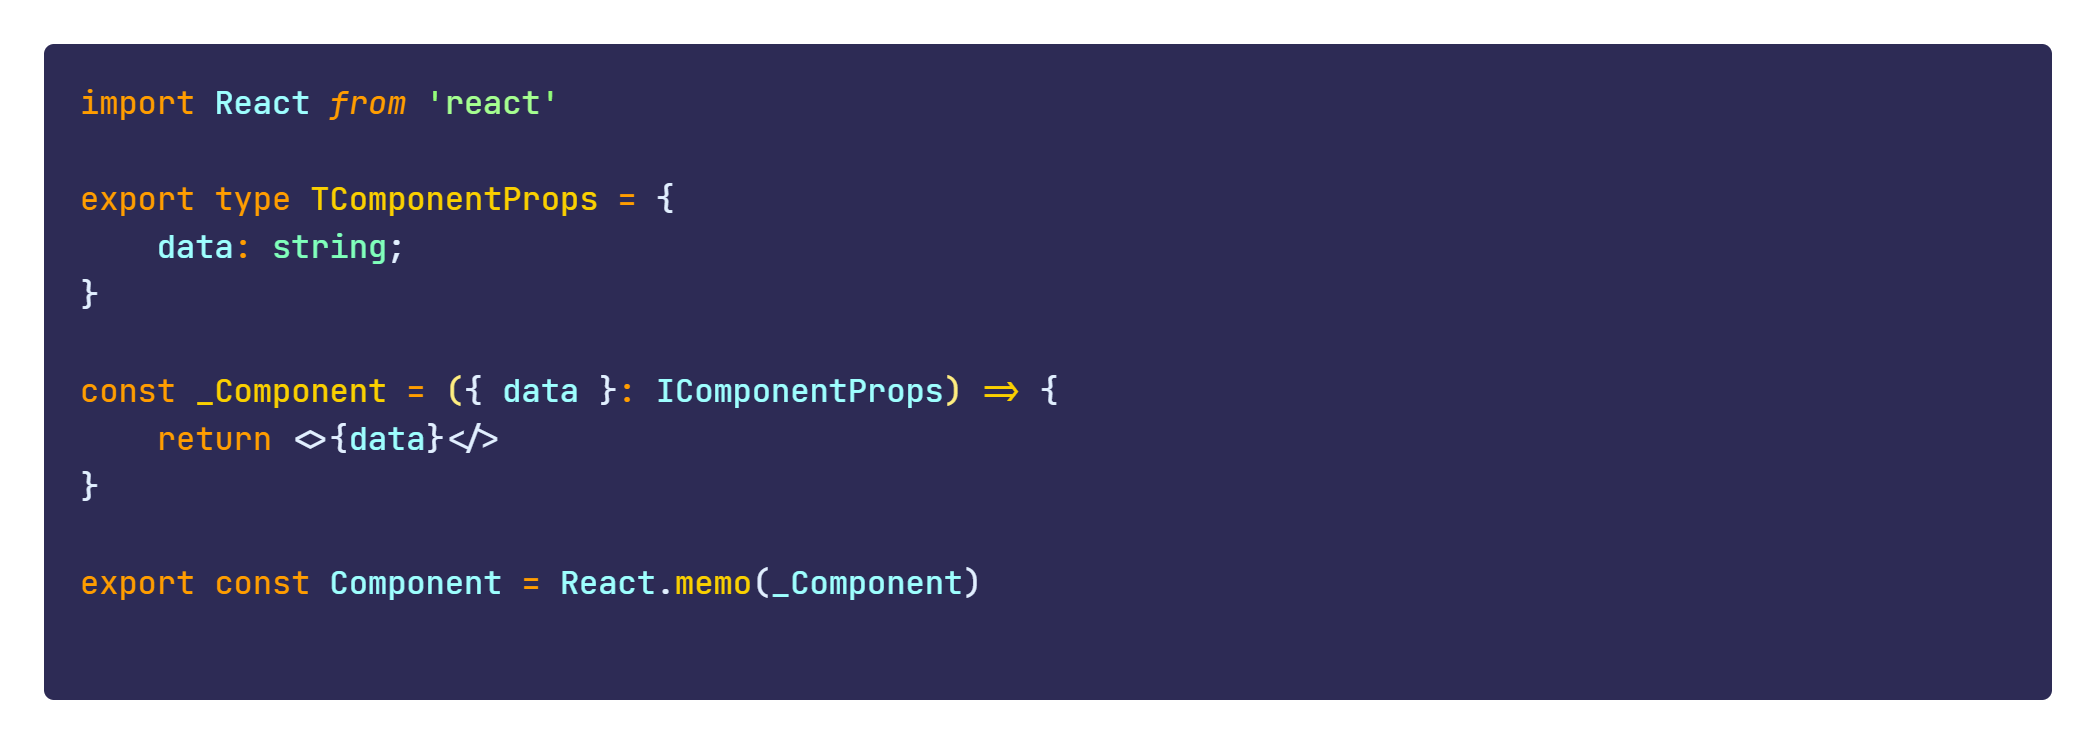 import React from 'react'
export type TComponentProps = {
    data: string;
}
const _Component = ({ data }: IComponentProps) => {
    return <>{data}</>
}
export const Component = React.memo(_Component)